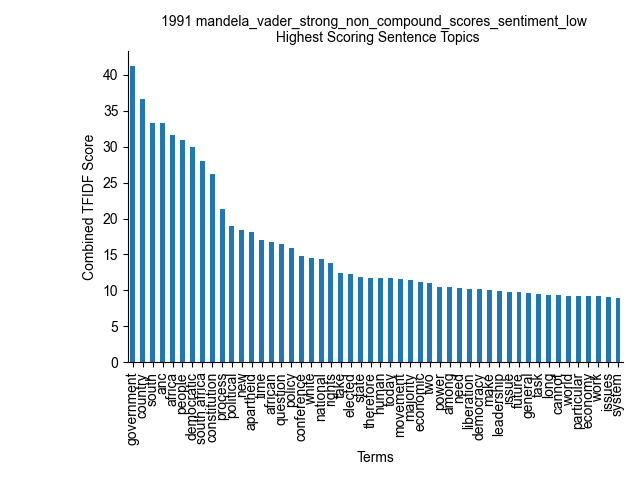 1991 mandela_vader_strong_non_compound_scores_sentiment_low
Highest Scoring Sentence Topics
Combined TFIDF Score
40
35
30
25
20
15
10
5
0
government
country
south
anc
africa
people
democratic
south africa
constitution
process
political
new
apartheid
time
african
question
policy
conference
white
national
rights
take
elected
state
therefore
human
today
movement
majority
economic
two
power
among
need
liberation
democracy
make
leadership
issue
future
general
task
long
cannot
world
particular
economy
work
issues
system
Terms